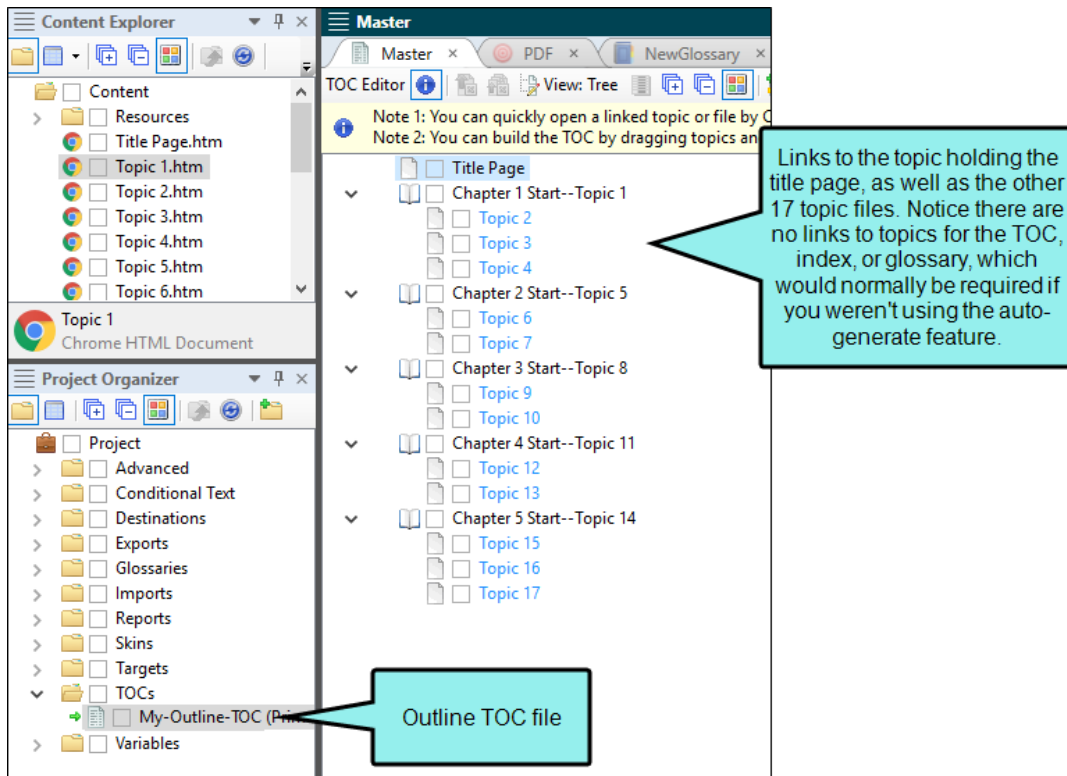 Content Explorer
Content
Resources
Title Page.htm
Topic 1.htm
Topic 2.htm
Topic 3.htm
Topic 4.htm
Topic 5.htm
Topic 6.htm
Topic 1
Chrome HTML Document
Project Organizer
Project
Advanced
Conditional Text
Destinations
Exports
Glossaries
Imports
Reports
Skins
Targets
TOCs
My-Outline-TOC (Prin
Variables
Master
Master
PDF
NewGlossary
TOC Editor
View: Tree
Note 1: You can quickly open a linked topic or file by C
Note 2: You can build the TOC by dragging topics an
Title Page
Chapter 1 Start--Topic 1
Topic 2
Topic 3
Topic 4
Chapter 2 Start--Topic 5
Topic 6
Topic 7
Chapter 3 Start--Topic 8
Topic 9
Topic 10
Chapter 4 Start--Topic 11
Topic 12
Topic 13
Chapter 5 Start--Topic 14
Topic 15
Topic 16
Topic 17
Links to the topic holding the
title page, as well as the other
17 topic files. Notice there are
no links to topics for the TOC,
index, or glossary, which
would normally be required if
you weren't using the auto-
generate feature.
Outline TOC file